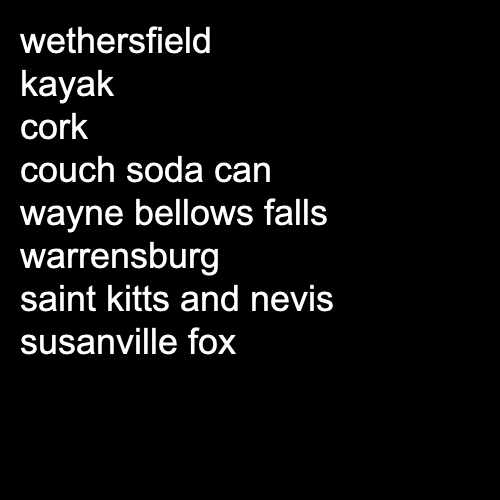 wethersfield
kayak
cork
couch soda can
wayne bellows falls
warrensburg
saint kitts and nevis
susanville fox